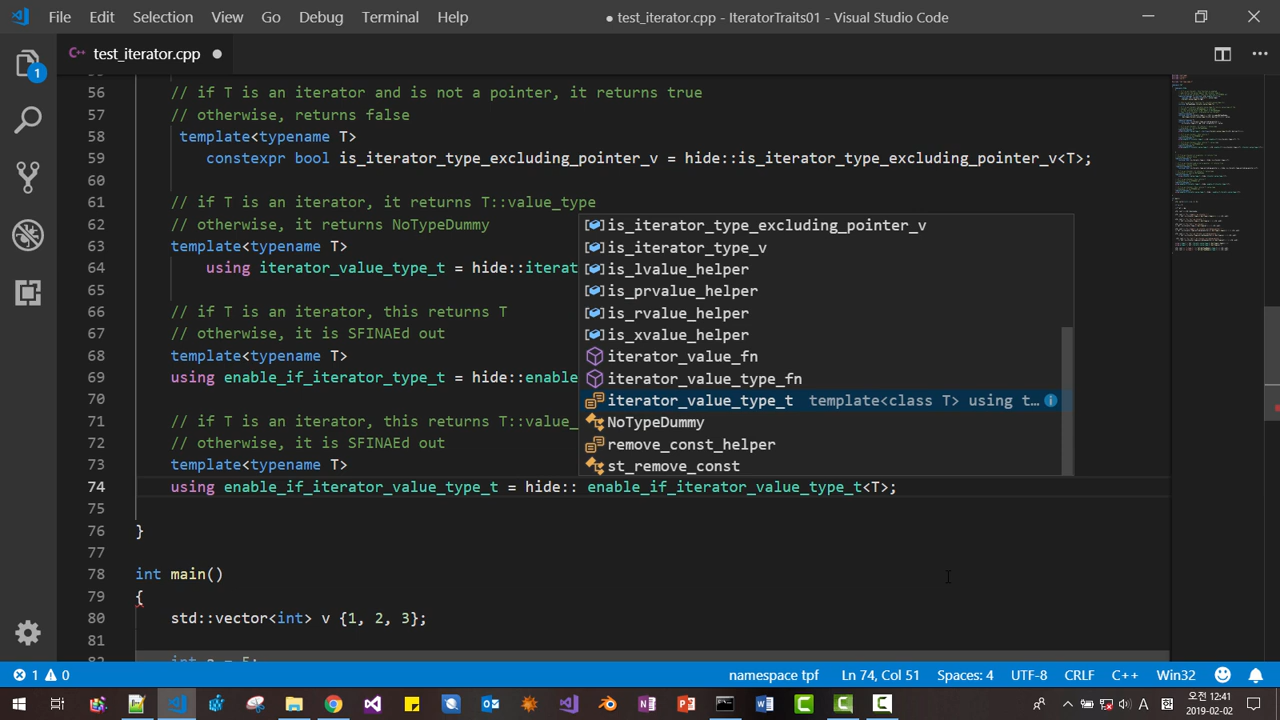 File Edit Selection View Go Debug Terminal Help ● test_iterator.cpp - IteratorTraits01 - Visual Studio Code
1
C++ test_iterator.cpp
56 // if T is an iterator and is not a pointer, it returns true
57 // otherwise, returns false
58 template<typename T>
59 constexpr bool is_iterator_type_excluding_pointer_v = hide::is_iterator_type_excluding_pointer_v<T>;
60
61 // if T is an iterator, it returns T::value_type
62 // otherwise, it returns NoTypeDummy
63 template<typename T>
64 using iterator_value_type_t = hide::iterat
65
66 // if T is an iterator, this returns T
67 // otherwise, it is SFINAEd out
68 template<typename T>
69 using enable_if_iterator_type_t = hide::enable
70
71 // if T is an iterator, this returns T::value_
72 // otherwise, it is SFINAEd out
73 template<typename T>
74 using enable_if_iterator_value_type_t = hide:: enable_if_iterator_value_type_t<T>;
75
76 }
77
78 int main()
79 {
80 std::vector<int> v {1, 2, 3};
81
is_iterator_type_excluding_pointer_v
is_iterator_type_v
is_lvalue_helper
is_prvalue_helper
is_rvalue_helper
is_xvalue_helper
iterator_value_fn
iterator_value_type_fn
iterator_value_type_t template<class T> using t…
NoTypeDummy
remove_const_helper
st_remove_const
1 0 namespace tpf Ln 74, Col 51 Spaces: 4 UTF-8 CRLF C++ Win32
A 오전 12:41
2019-02-02